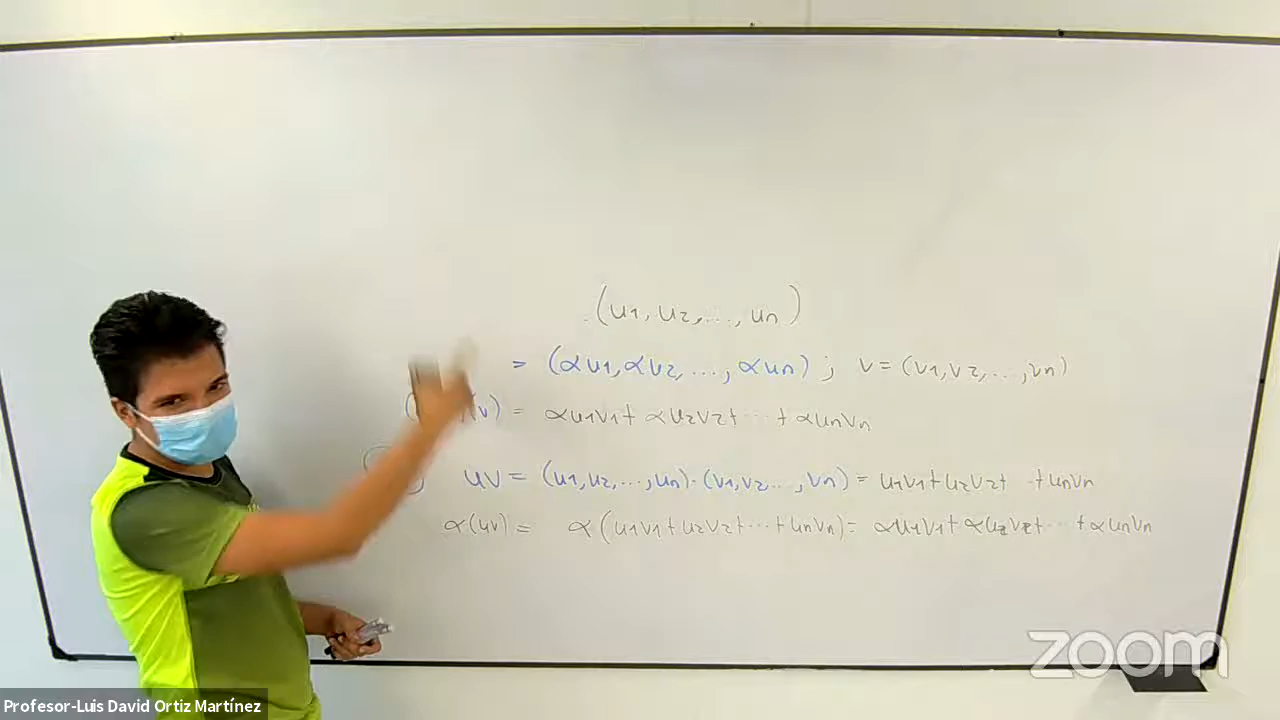 (u1, u2, ..., un)
= (αu1, αu2, ..., αun) ; v = (v1, v2, ..., vn)
(v) = αu1v1 + αu2v2 + ... + αunvn
uv = (u1, u2, ..., un) · (v1, v2, ..., vn) = u1v1 + u2v2 + + unvn
α(uv) = α(u1v1 + u2v2 + ... + unvn) = αu1v1 + αu2v2 + ... + αunvn
zoom
Profesor-Luis David Ortiz Martínez